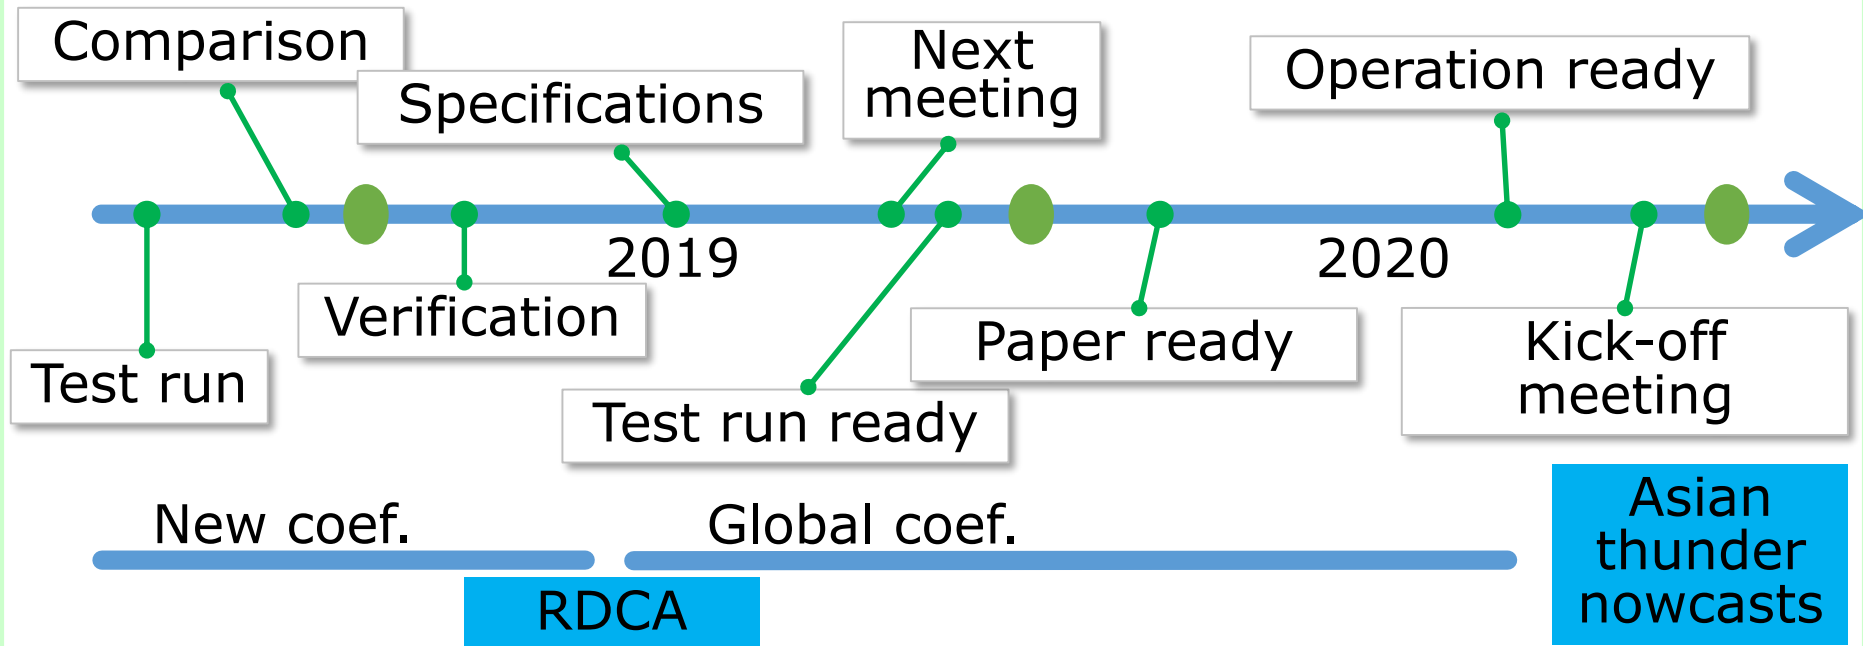 Comparison
Specifications
Next
meeting
Operation ready
2019
2020
Verification
Test run
Paper ready
Kick-off
meeting
Test run ready
New coef.
Global coef.
RDCA
Asian
thunder
nowcasts